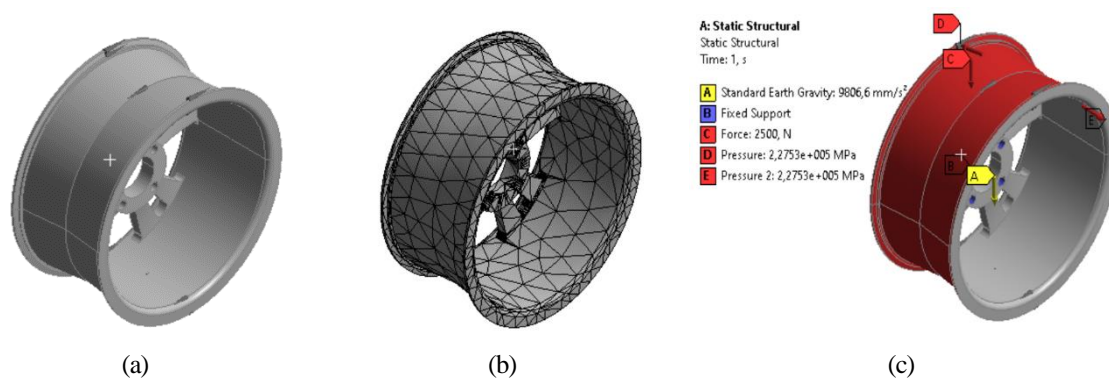 A: Static Structural
Static Structural
Time: 1, s
A Standard Earth Gravity: 9806,6 mm/s²
B Fixed Support
C Force: 2500, N
D Pressure: 2,2753e+005 MPa
E Pressure 2: 2,2753e+005 MPa
D
C
E
B
A
(a) (b) (c)